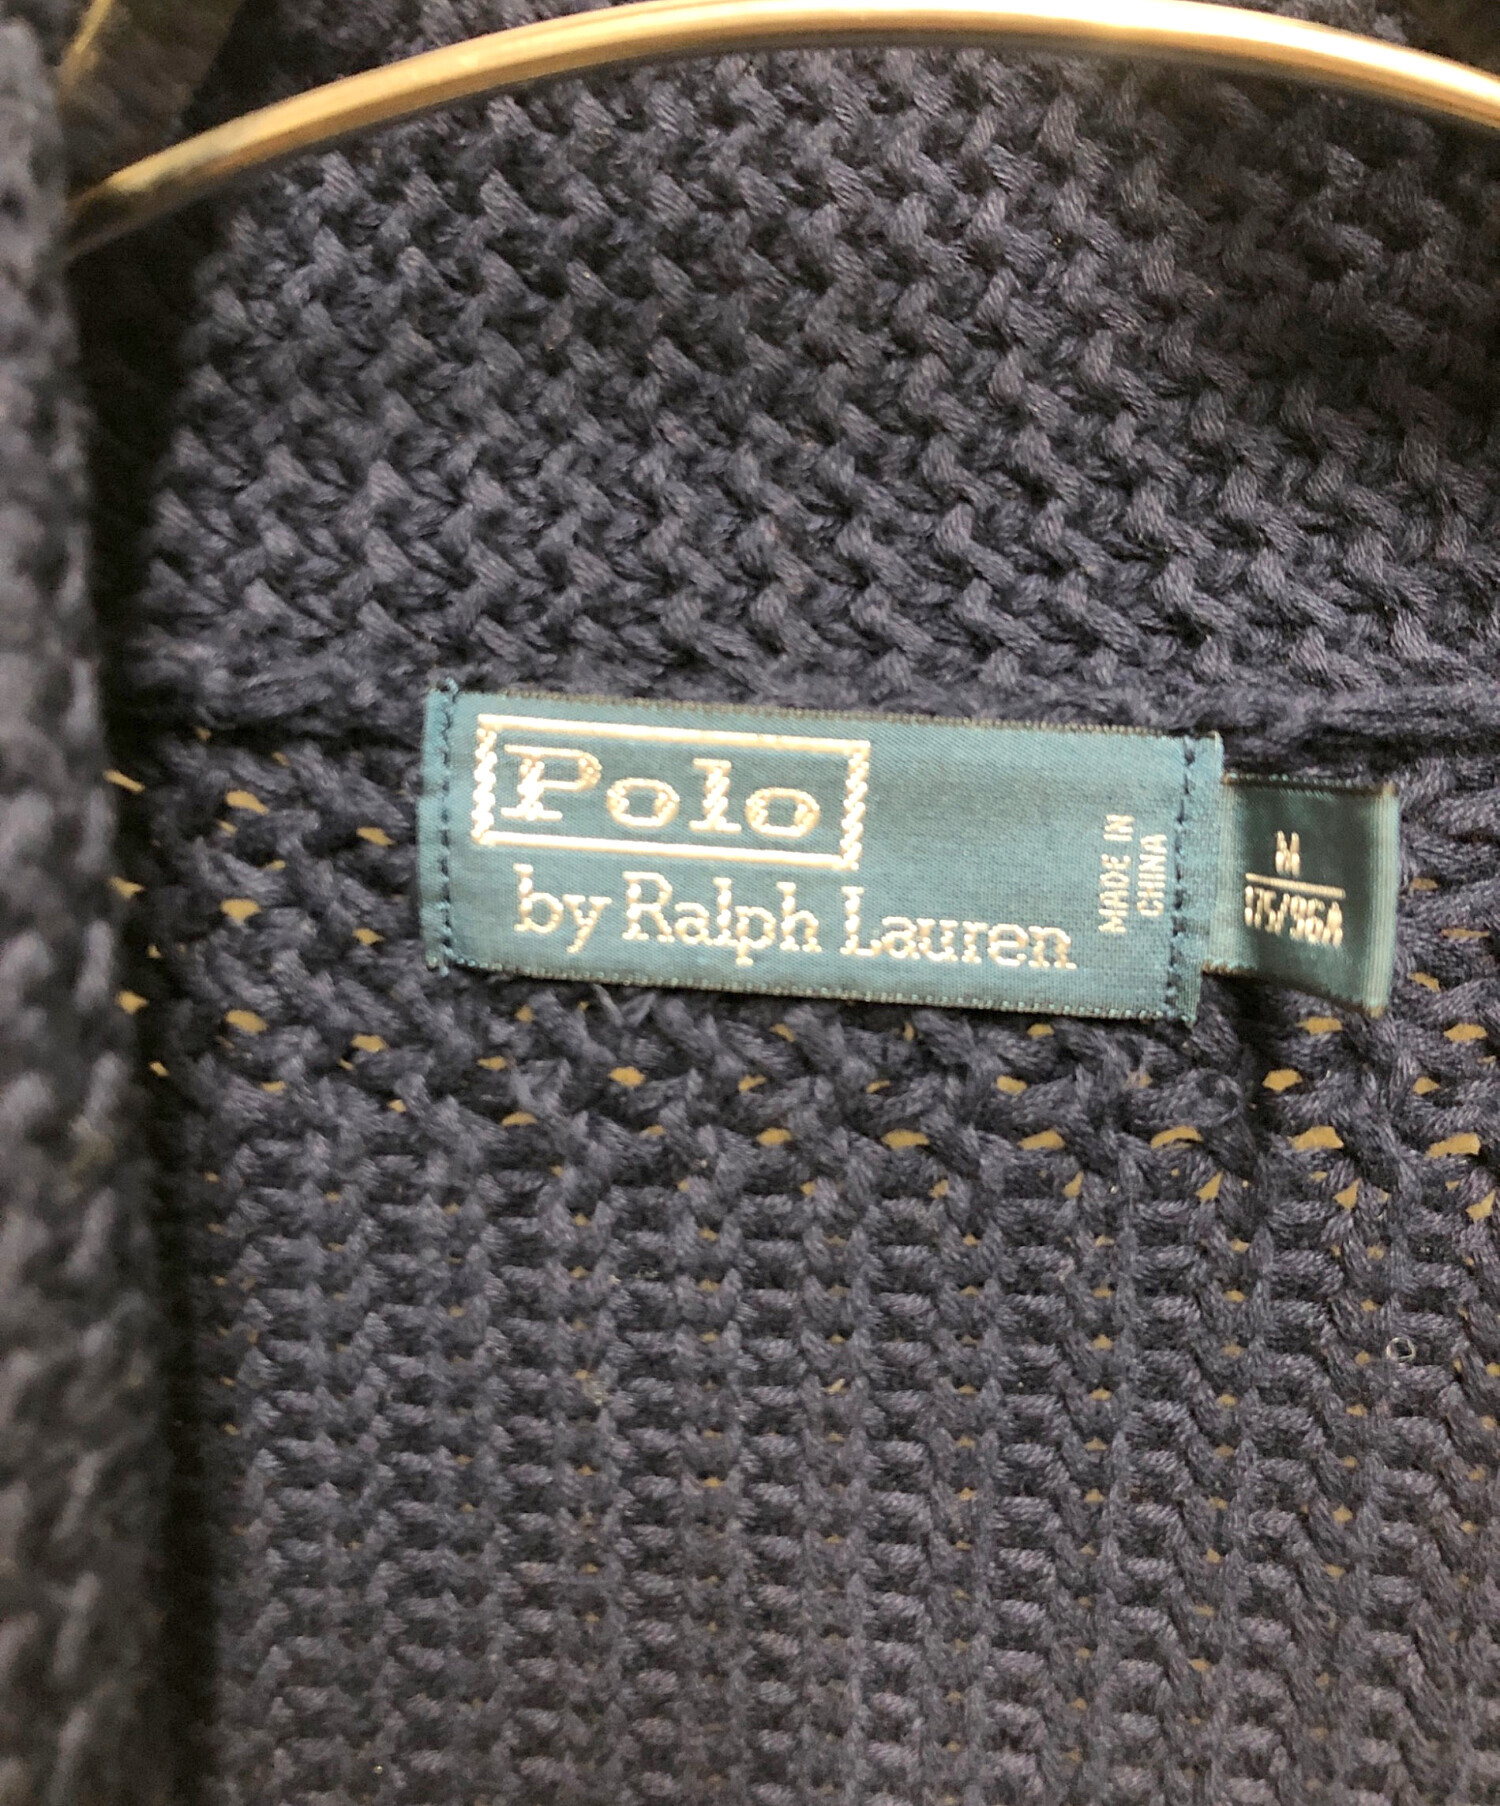 Polo
by Ralph Lauren
MADE IN
CHINA
M
175/96A